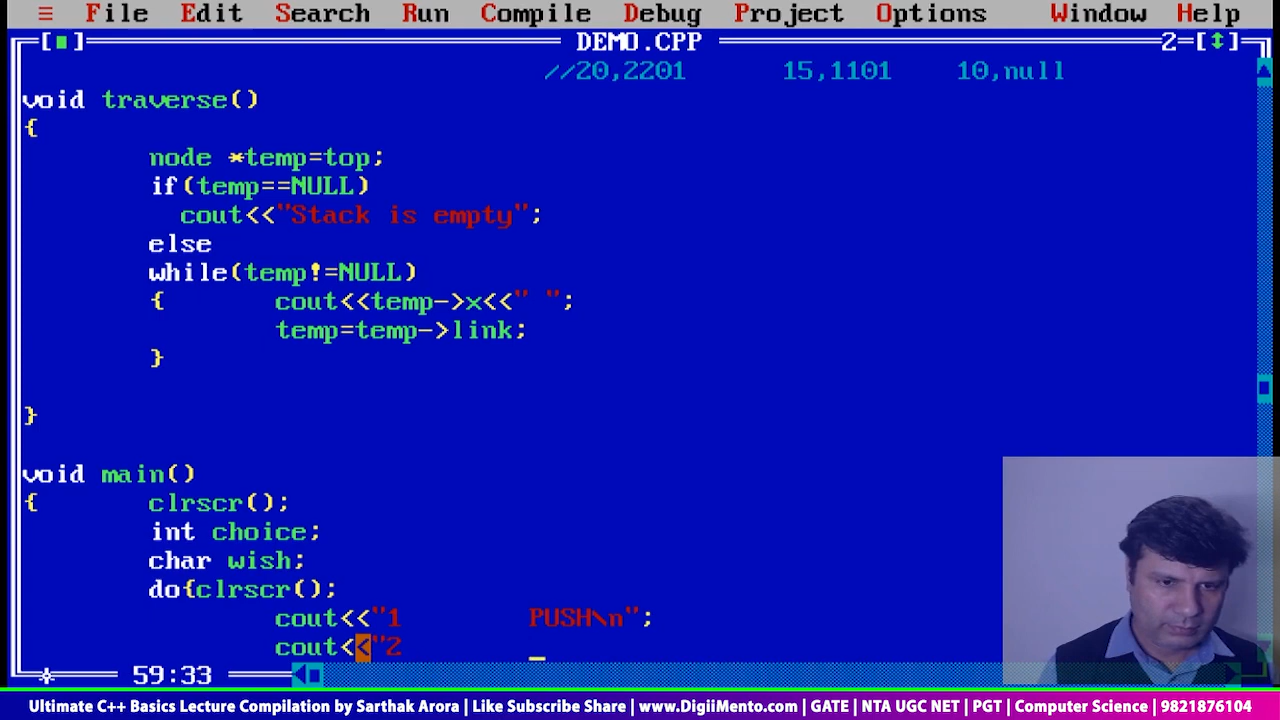 ≡ File Edit Search Run Compile Debug Project Options Window Help
[■] DEMO.CPP 2=[↕]
//20,2201 15,1101 10,null
void traverse()
{
node *temp=top;
if(temp==NULL)
cout<<"Stack is empty";
else
while(temp!=NULL)
{ cout<<temp->x<<" ";
temp=temp->link;
}
}
void main()
{ clrscr();
int choice;
char wish;
do{clrscr();
cout<<"1 PUSH\n";
cout<<"2 _
59:33
Ultimate C++ Basics Lecture Compilation by Sarthak Arora | Like Subscribe Share | www.DigiiMento.com | GATE | NTA UGC NET | PGT | Computer Science | 9821876104